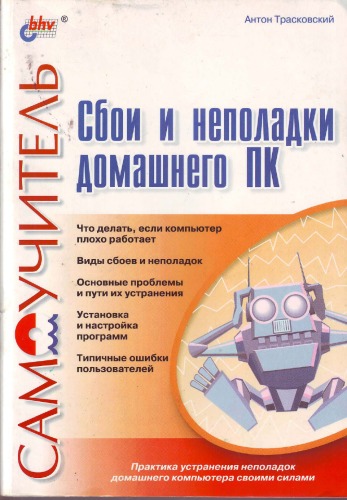 bhv®
Антон Трасковский
САМОУЧИТЕЛЬ
Сбои и неполадки
домашнего ПК
Что делать, если компьютер
плохо работает
Виды сбоев и неполадок
Основные проблемы
и пути их устранения
Установка
и настройка
программ
Типичные ошибки
пользователей
Практика устранения неполадок
домашнего компьютера своими силами